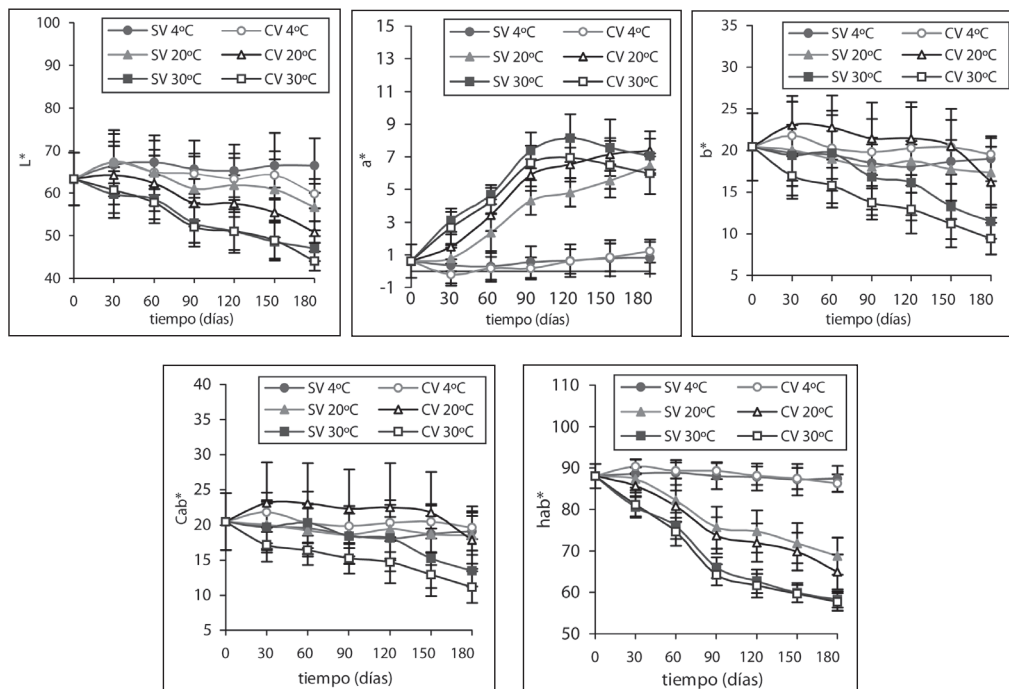 SV 4ºC CV 4ºC
SV 20ºC CV 20ºC
SV 30ºC CV 30ºC
100
90
80
70
60
50
40
L*
0 30 60 90 120 150 180
tiempo (días)
SV 4ºC CV 4ºC
SV 20ºC CV 20ºC
SV 30ºC CV 30ºC
15
13
11
9
7
5
3
1
-1
a*
0 30 60 90 120 150 180
tiempo (días)
SV 4ºC CV 4ºC
SV 20ºC CV 20ºC
SV 30ºC CV 30ºC
35
30
25
20
15
10
5
b*
0 30 60 90 120 150 180
tiempo (días)
SV 4ºC CV 4ºC
SV 20ºC CV 20ºC
SV 30ºC CV 30ºC
40
35
30
25
20
15
10
5
Cab*
0 30 60 90 120 150 180
tiempo (días)
SV 4ºC CV 4ºC
SV 20ºC CV 20ºC
SV 30ºC CV 30ºC
110
100
90
80
70
60
50
hab*
0 30 60 90 120 150 180
tiempo (días)